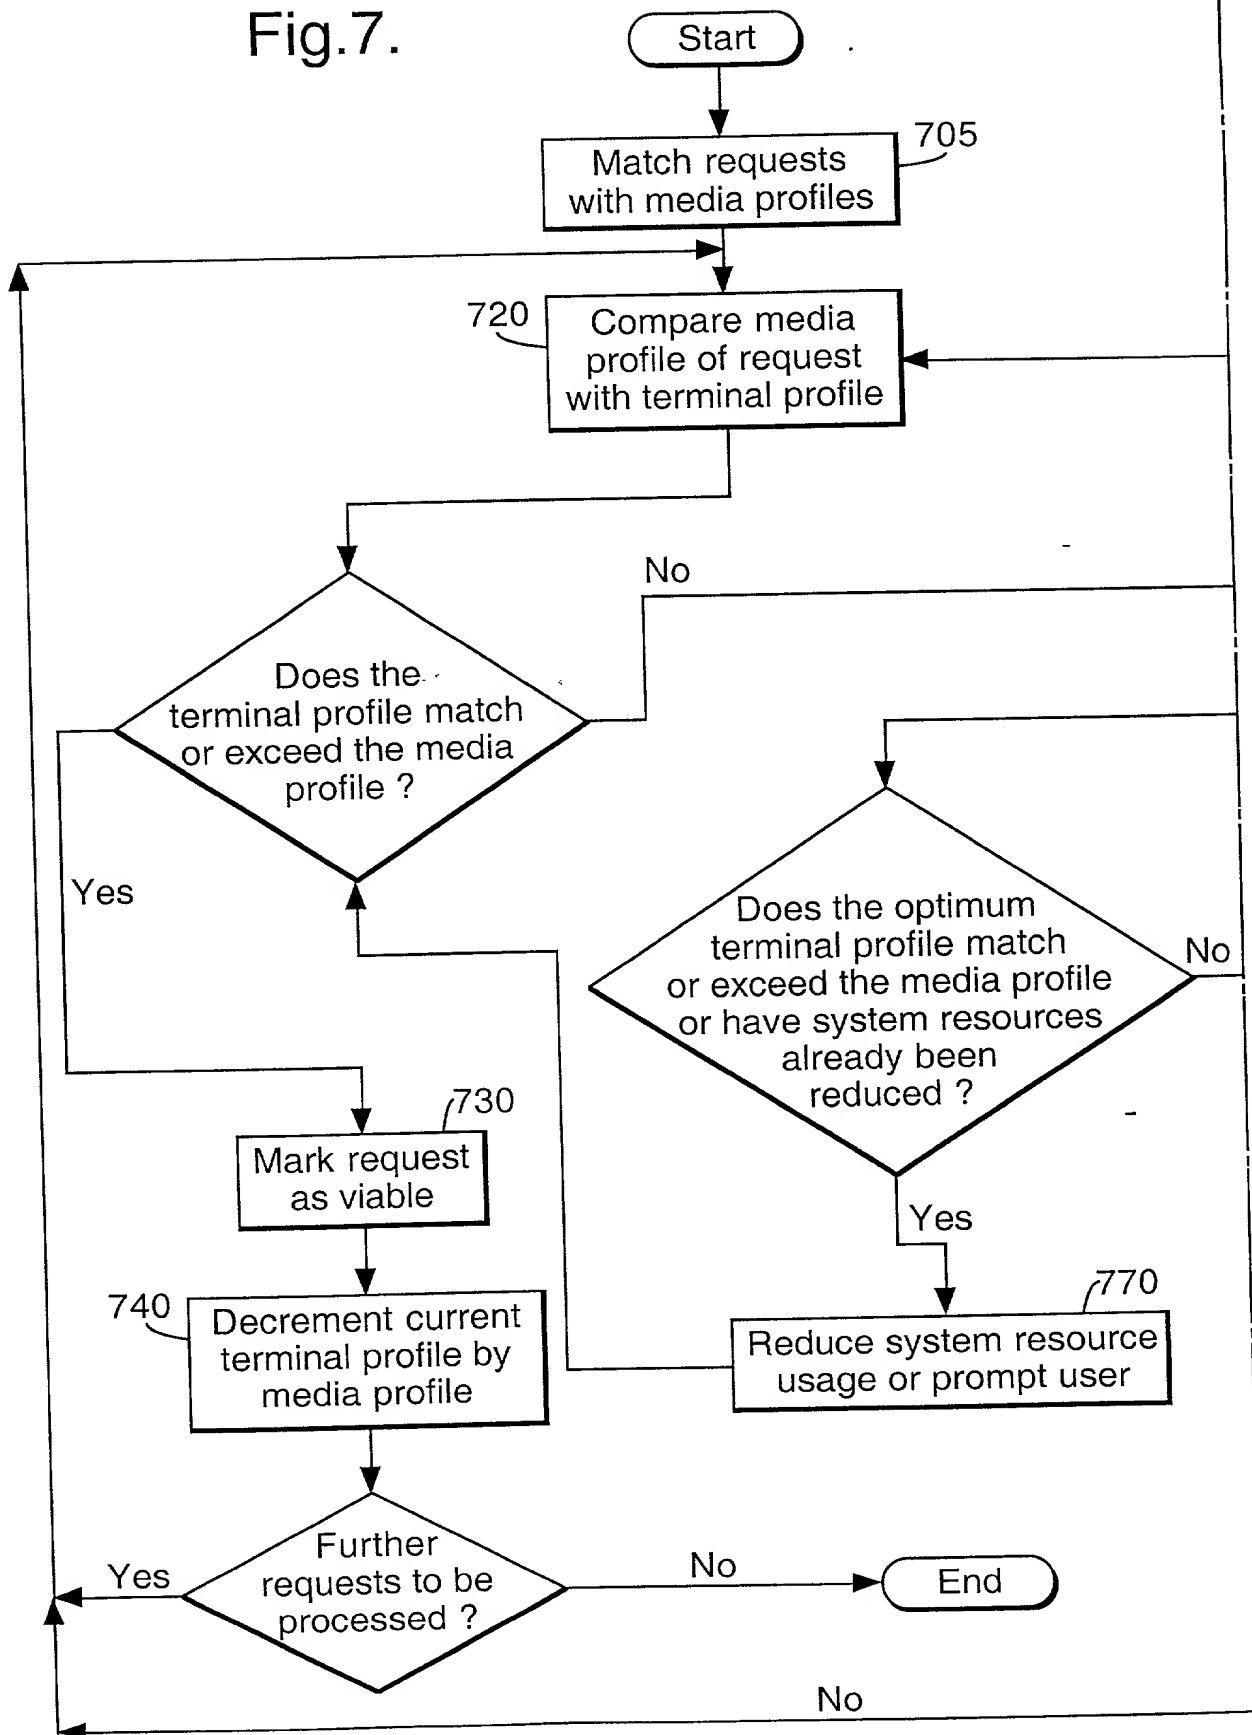 Fig.7.
Start
705
Match requests
with media profiles
720
Compare media
profile of request
with terminal profile
No
Does the
terminal profile match
or exceed the media
profile ?
Yes
Does the optimum
terminal profile match
or exceed the media profile
or have system resources
already been
reduced ?
No
730
Mark request
as viable
Yes
740
Decrement current
terminal profile by
media profile
770
Reduce system resource
usage or prompt user
Further
requests to be
processed ?
Yes
No
End
No